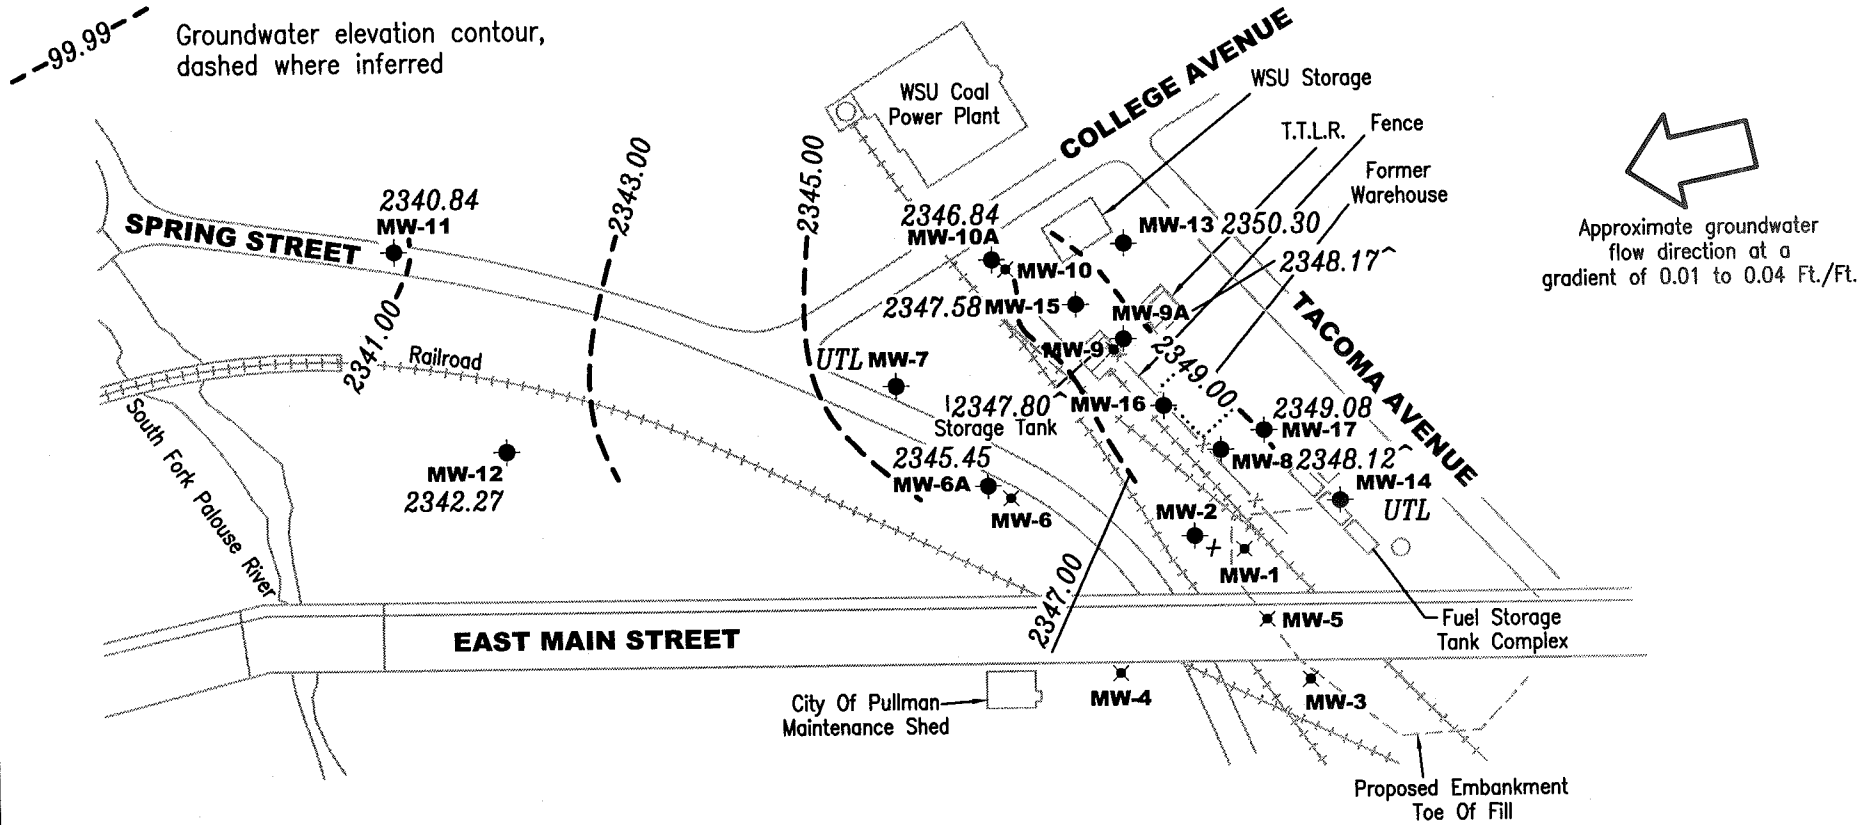 99.99
Groundwater elevation contour,
dashed where inferred
WSU Coal
Power Plant
COLLEGE AVENUE
WSU Storage
T.T.L.R.
Fence
Former
Warehouse
Approximate groundwater
flow direction at a
gradient of 0.01 to 0.04 Ft./Ft.
2340.84
MW-11
SPRING STREET
2343.00
2345.00
2346.84
MW-10A
MW-10
MW-13 2350.30
2348.17^
2347.58 MW-15
MW-9A
MW-9
2349.00
TACOMA AVENUE
2341.00
Railroad
UTL MW-7
2347.80^ MW-16
Storage Tank
2349.08
MW-17
MW-8 2348.12^
MW-14
UTL
South Fork Palouse River
MW-12
2342.27
2345.45
MW-6A
MW-6
MW-2
+
MW-1
2347.00
MW-5
Fuel Storage
Tank Complex
EAST MAIN STREET
City Of Pullman
Maintenance Shed
MW-4
MW-3
Proposed Embankment
Toe Of Fill